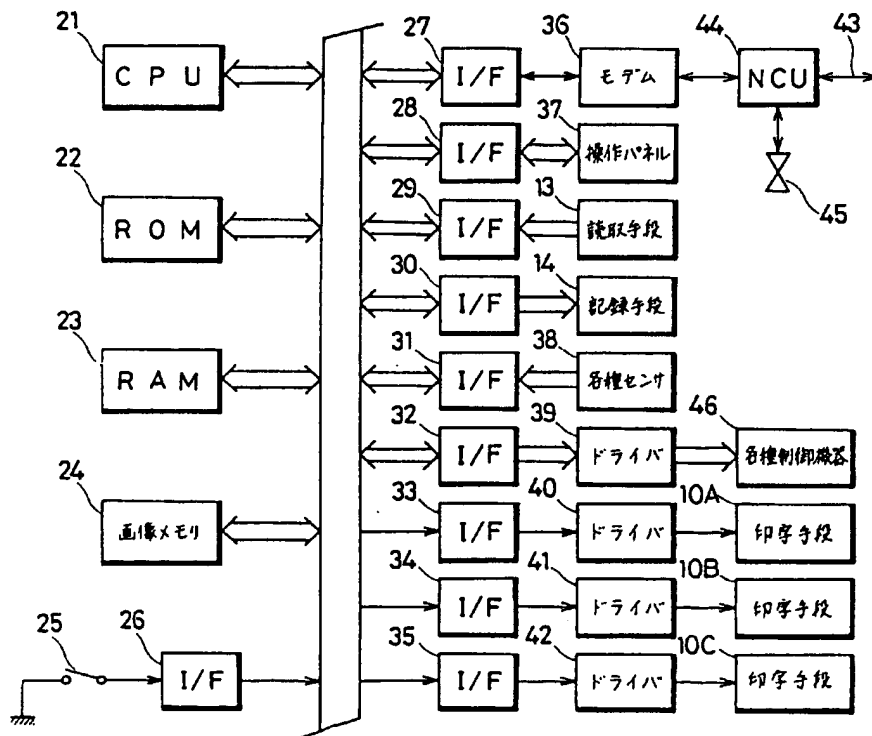 21
CPU
22
ROM
23
RAM
24
画像メモリ
25
26
I/F
27
I/F
36
モデム
44
NCU
43
45
28
I/F
37
操作パネル
29
I/F
13
読取手段
30
I/F
14
記録手段
31
I/F
38
各種センサ
32
I/F
39
ドライバ
46
各種制御機器
33
I/F
40
ドライバ
10A
印字手段
34
I/F
41
ドライバ
10B
印字手段
35
I/F
42
ドライバ
10C
印字手段